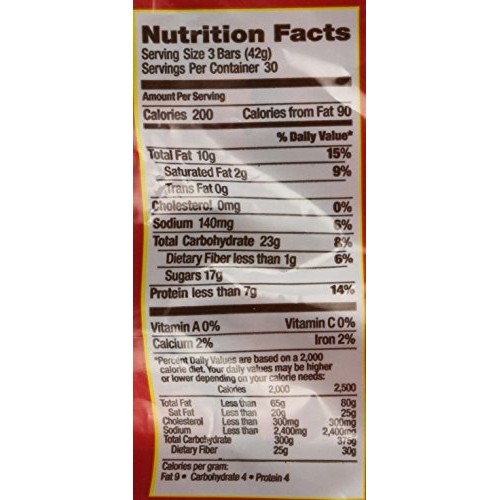 Nutrition Facts
Serving Size 3 Bars (42g)
Servings Per Container 30
Amount Per Serving
Calories 200 Calories from Fat 90
% Daily Value*
Total Fat 10g 15%
Saturated Fat 2g 9%
Trans Fat 0g
Cholesterol 0mg 0%
Sodium 140mg 6%
Total Carbohydrate 23g 8%
Dietary Fiber less than 1g 6%
Sugars 17g
Protein less than 7g 14%
Vitamin A 0% Vitamin C 0%
Calcium 2% Iron 2%
*Percent Daily Values are based on a 2,000
calorie diet. Your daily values may be higher
or lower depending on your calorie needs:
Calories 2,000 2,500
Total Fat Less than 65g 80g
Sat Fat Less than 20g 25g
Cholesterol Less than 300mg 300mg
Sodium Less than 2,400mg 2,400mg
Total Carbohydrate 300g 375g
Dietary Fiber 25g 30g
Calories per gram:
Fat 9 • Carbohydrate 4 • Protein 4